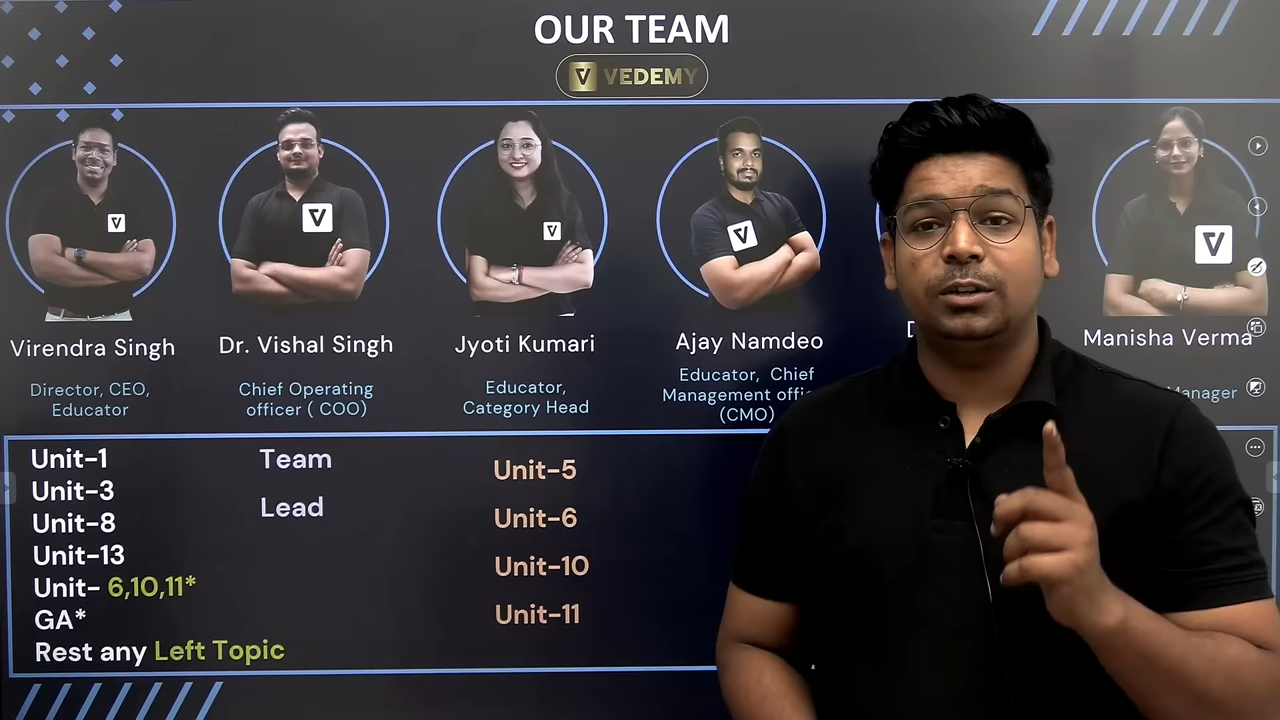 OUR TEAM
VEDEMY
Virendra Singh
Director, CEO,
Educator
Dr. Vishal Singh
Chief Operating
officer ( COO)
Jyoti Kumari
Educator,
Category Head
Ajay Namdeo
Educator, Chief
Management
(CMO)
Manisha Verma
Unit-1
Unit-3
Unit-8
Unit-13
Unit- 6,10,11*
GA*
Rest any Left Topic
Team
Lead
Unit-5
Unit-6
Unit-10
Unit-11